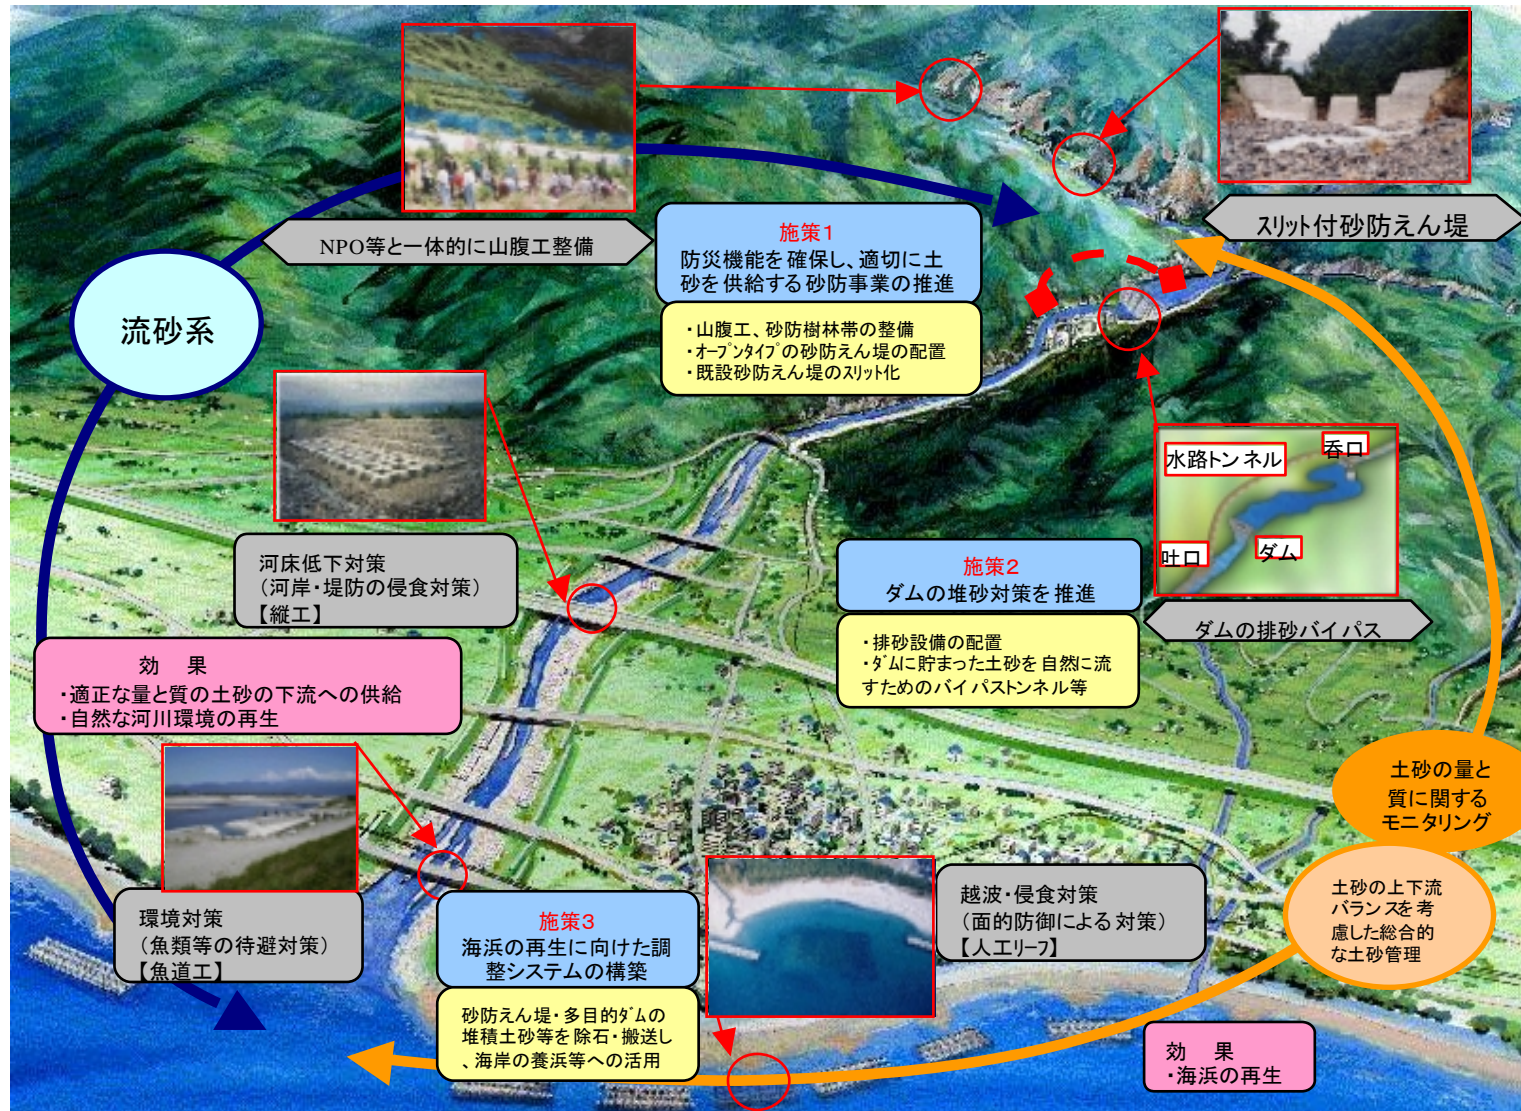 NPO等と一体的に山腹工整備
スリット付砂防えん堤
施策1
防災機能を確保し、適切に土
砂を供給する砂防事業の推進
・山腹工、砂防樹林帯の整備
・オープンタイプの砂防えん堤の配置
・既設砂防えん堤のスリット化
流砂系
水路トンネル
呑口
吐口
ダム
ダムの排砂バイパス
河床低下対策
(河岸・堤防の侵食対策)
【縦工】
施策2
ダムの堆砂対策を推進
・排砂設備の配置
・ダムに貯まった土砂を自然に流
すためのバイパストンネル等
効 果
・適正な量と質の土砂の下流への供給
・自然な河川環境の再生
土砂の量と
質に関する
モニタリング
土砂の上下流
バランスを考
慮した総合的
な土砂管理
環境対策
(魚類等の待避対策)
【魚道工】
施策3
海浜の再生に向けた調
整システムの構築
砂防えん堤・多目的ダムの
堆積土砂等を除石・搬送し
、海岸の養浜等への活用
越波・侵食対策
(面的防御による対策)
【人工リーフ】
効 果
・海浜の再生